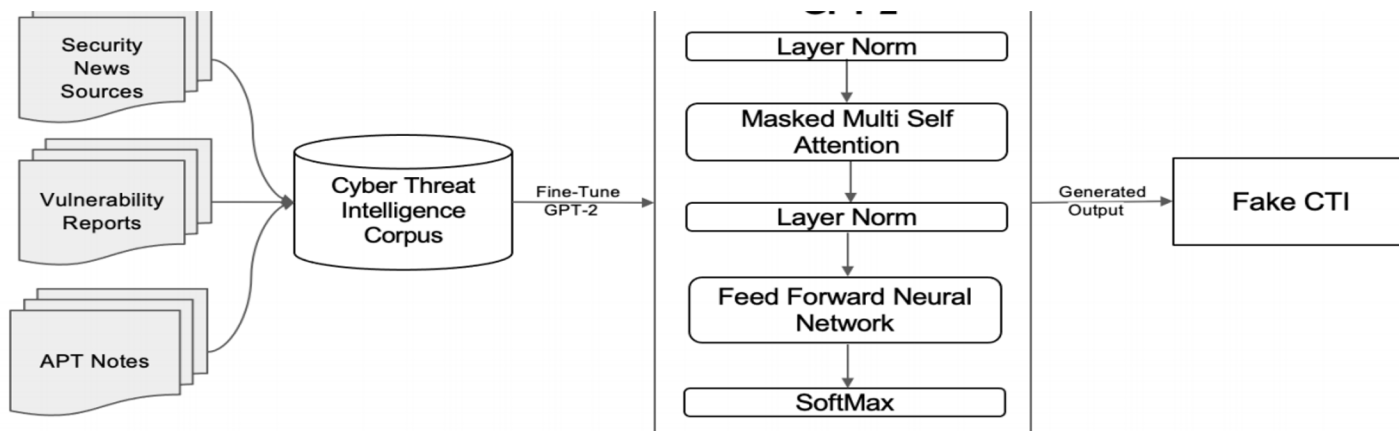 Security
News
Sources
Vulnerability
Reports
APT Notes
Cyber Threat
Intelligence
Corpus
Fine-Tune
GPT-2
Layer Norm
Masked Multi Self
Attention
Layer Norm
Feed Forward Neural
Network
SoftMax
Generated
Output
Fake CTI